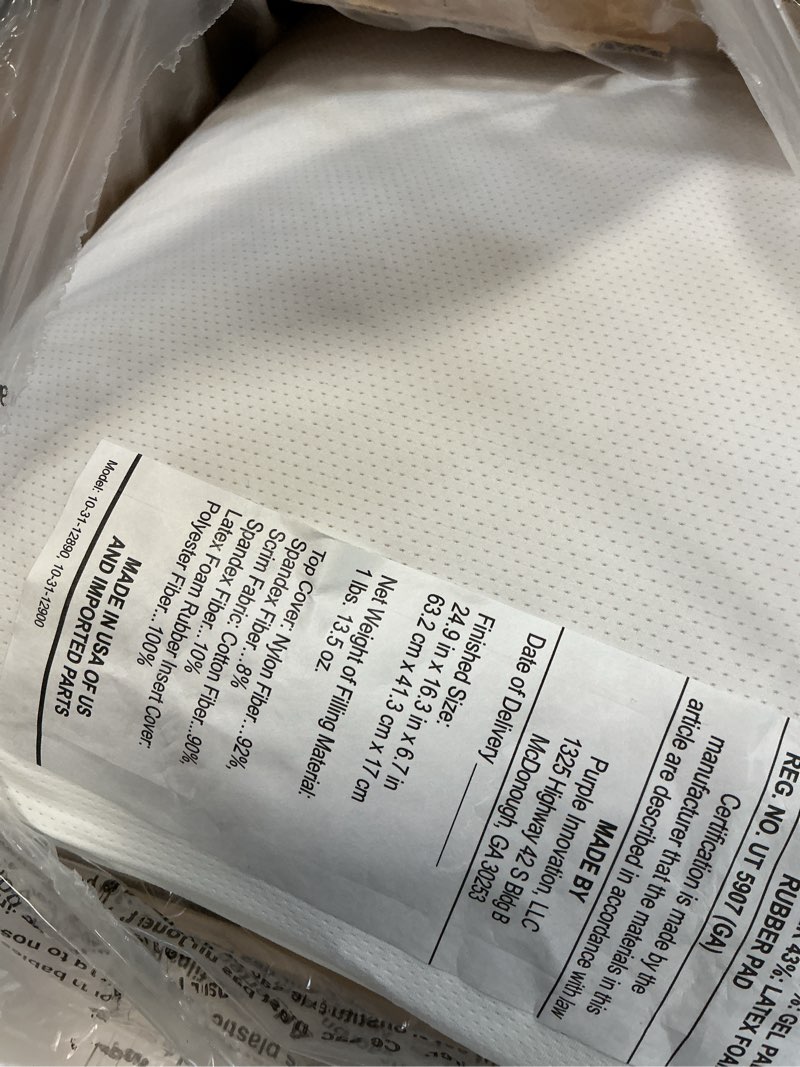 43%: LATEX
RUBBER PAD
REG. NO. UT 5907 (GA)
Certification is made by the
manufacturer that the materials in this
article are described in accordance with law
MADE BY
Purple Innovation, LLC
1325 Highway 42 S Bldg B
McDonough, GA 30253
Date of Delivery
Finished Size:
24.9 in x 16.3 in x 6.7 in
63.2 cm x 41.3 cm x 17 cm
Net Weight of Filling Material:
1 lbs. 13.5 oz.
Top Cover: Nylon Fiber...92%,
Spandex Fiber...8%
Scrim Fabric: Cotton Fiber...90%,
Spandex Fiber...10%
Latex Foam Rubber Insert Cover:
Polyester Fiber...100%
MADE IN USA OF US
AND IMPORTED PARTS
Model: 10-31-12890, 10-31-12900
plastic